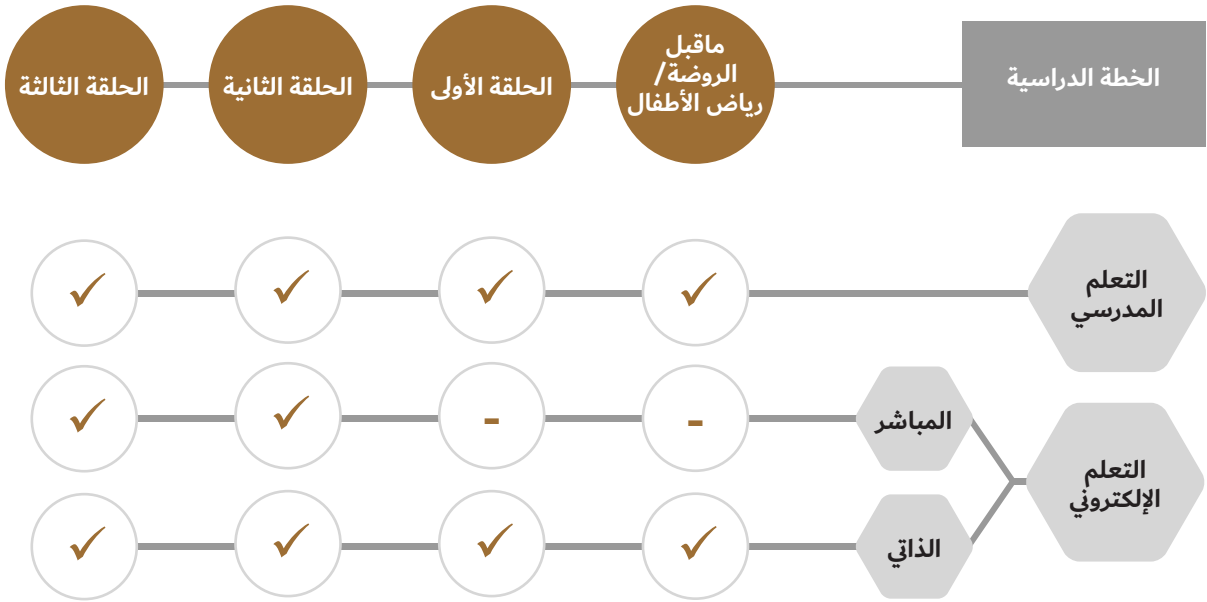 الخطة الدراسية
ماقبل
الروضة/
رياض الأطفال
الحلقة الأولى
الحلقة الثانية
الحلقة الثالثة
التعلم
المدرسي
✓ ✓ ✓ ✓
التعلم
الإلكتروني
المباشر
- - ✓ ✓
الذاتي
✓ ✓ ✓ ✓